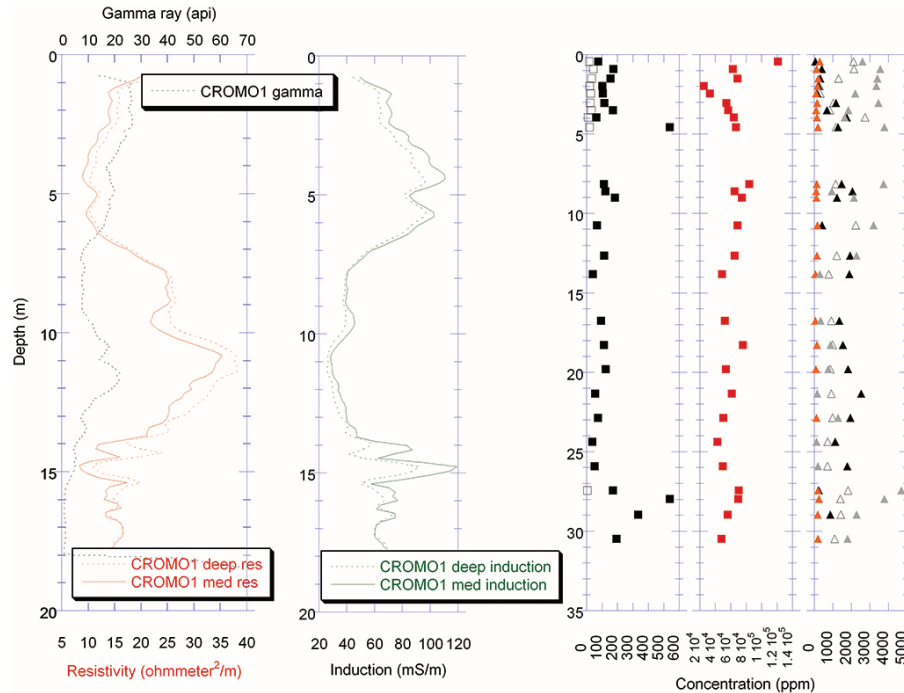 Gamma ray (api)
0 10 20 30 40 50 60 70
0
5
10
15
20
Depth (m)
CROMO1 gamma
CROMO1 deep res
CROMO1 med res
5 10 15 20 25 30 35 40
Resistivity (ohmmeter²/m)
0
5
10
15
20
CROMO1 deep induction
CROMO1 med induction
20 40 60 80 100 120
Induction (mS/m)
0
5
10
15
20
25
30
35
0 100 200 300 400 500 600
2 10⁴ 4 10⁴ 6 10⁴ 8 10⁴ 1 10⁵ 1.2 10⁵ 1.4 10⁵
0 1000 2000 3000 4000
Concentration (ppm)